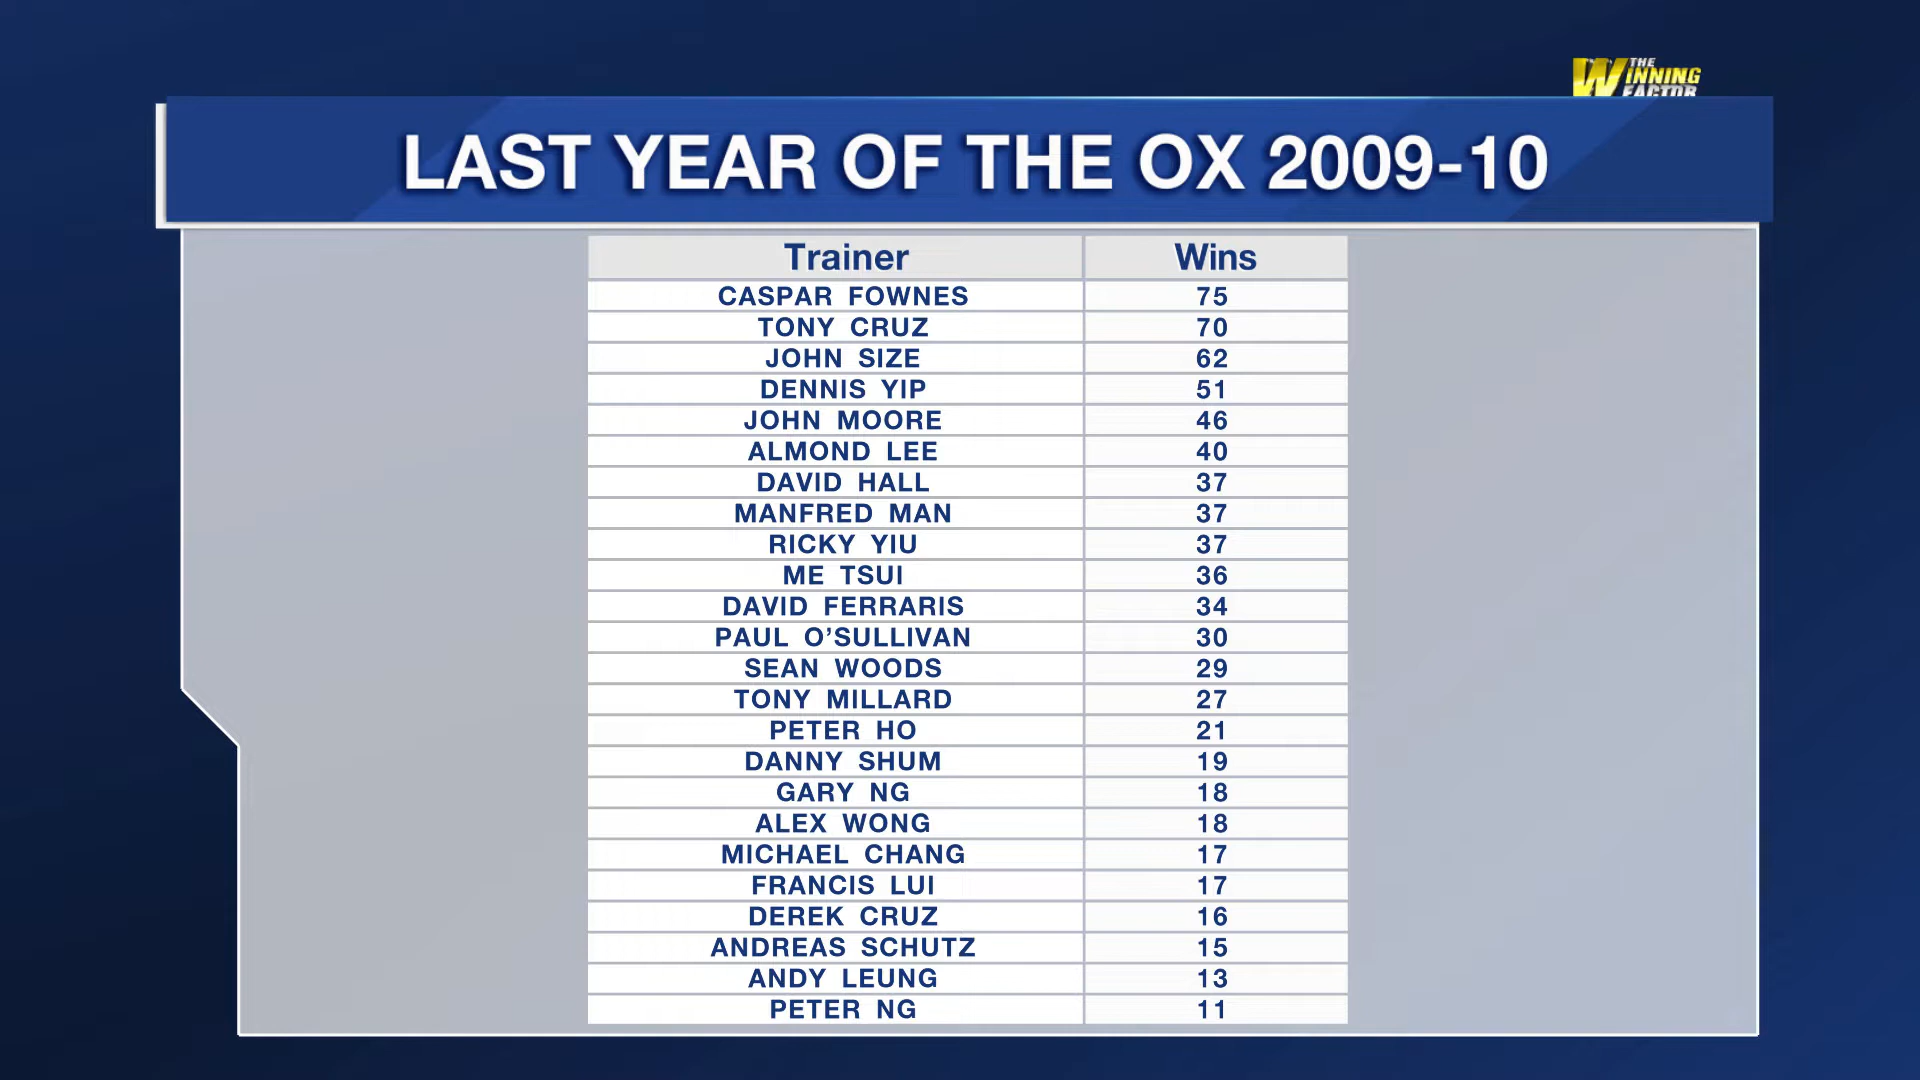 THE
WINNING
FACTOR
LAST YEAR OF THE OX 2009-10
Trainer Wins
CASPAR FOWNES 75
TONY CRUZ 70
JOHN SIZE 62
DENNIS YIP 51
JOHN MOORE 46
ALMOND LEE 40
DAVID HALL 37
MANFRED MAN 37
RICKY YIU 37
ME TSUI 36
DAVID FERRARIS 34
PAUL O’SULLIVAN 30
SEAN WOODS 29
TONY MILLARD 27
PETER HO 21
DANNY SHUM 19
GARY NG 18
ALEX WONG 18
MICHAEL CHANG 17
FRANCIS LUI 17
DEREK CRUZ 16
ANDREAS SCHUTZ 15
ANDY LEUNG 13
PETER NG 11